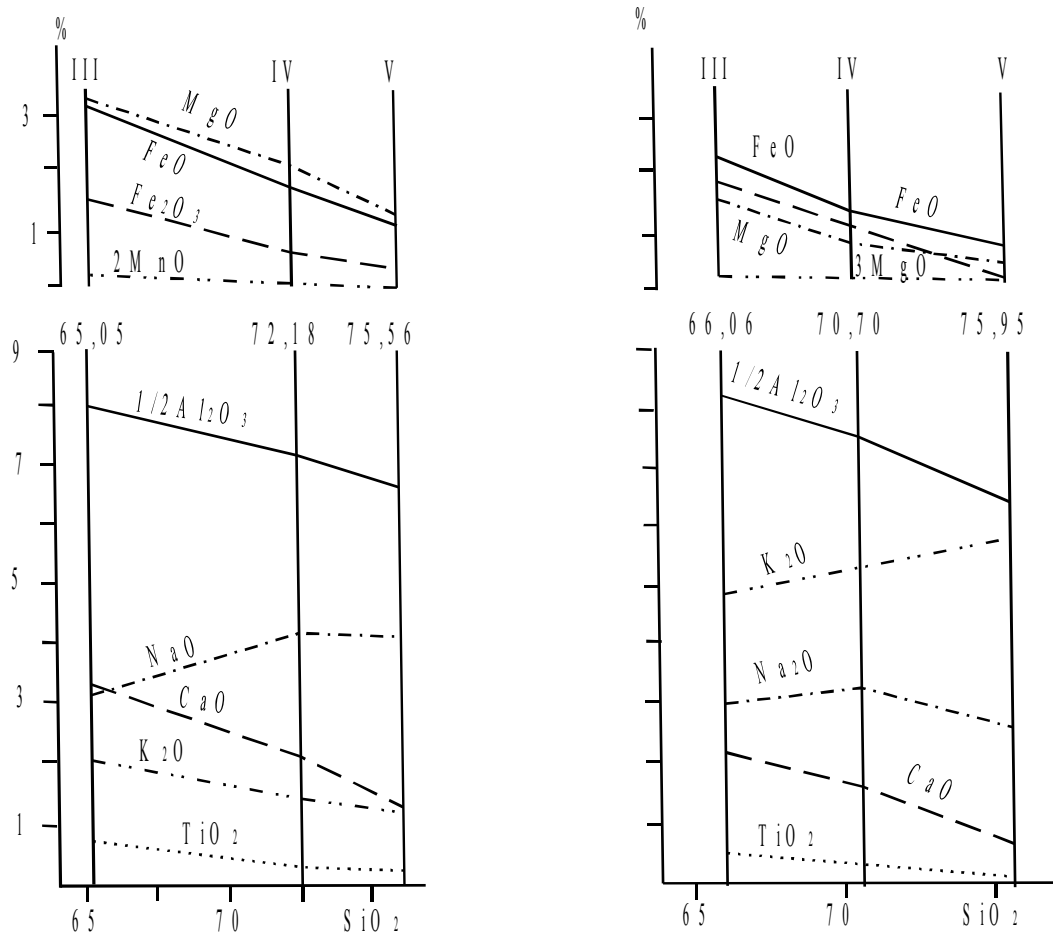 %
III IV V
3
MgO
FeO
Fe2O3
1
2MnO
65,05 72,18 75,56
9
1/2Al2O3
7
5
NaO
3
CaO
K2O
1
TiO2
65 70 SiO2
%
III IV V
FeO
FeO
MgO
3MgO
66,06 70,70 75,95
1/2Al2O3
K2O
Na2O
CaO
TiO2
65 70 SiO2